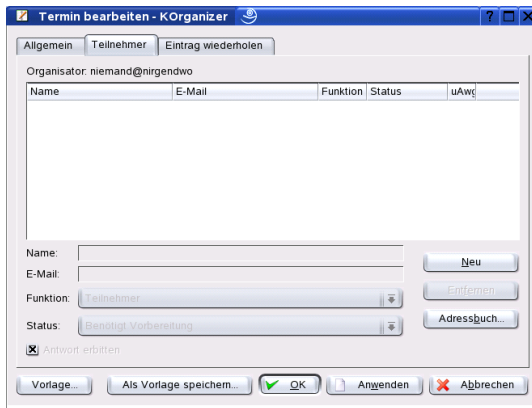 Termin bearbeiten - KOrganizer
Allgemein Teilnehmer Eintrag wiederholen
Organisator: niemand@nirgendwo
Name E-Mail Funktion Status uAwg
Name:
E-Mail:
Funktion: Teilnehmer
Status: Benötigt Vorbereitung
Antwort erbitten
Neu
Entfernen
Adressbuch...
Vorlage... Als Vorlage speichern... OK Anwenden Abbrechen